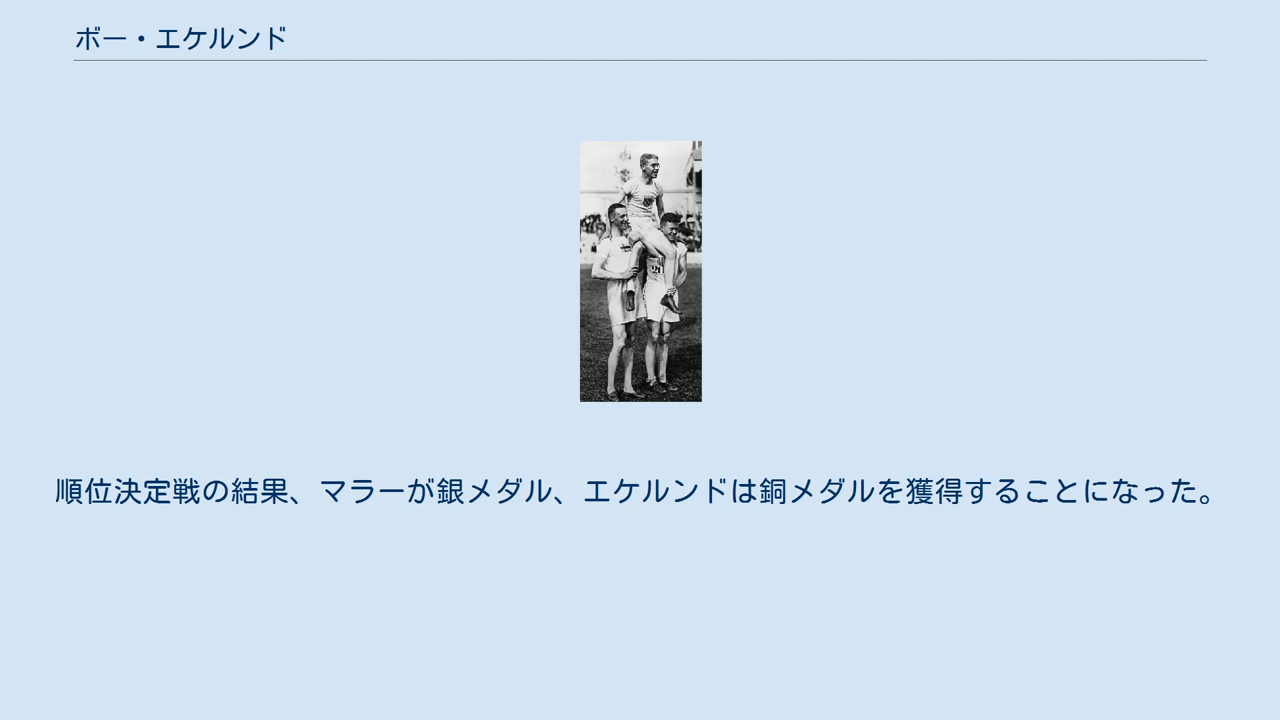 ボー・エケルンド
順位決定戦の結果、マラーが銀メダル、エケルンドは銅メダルを獲得することになった。